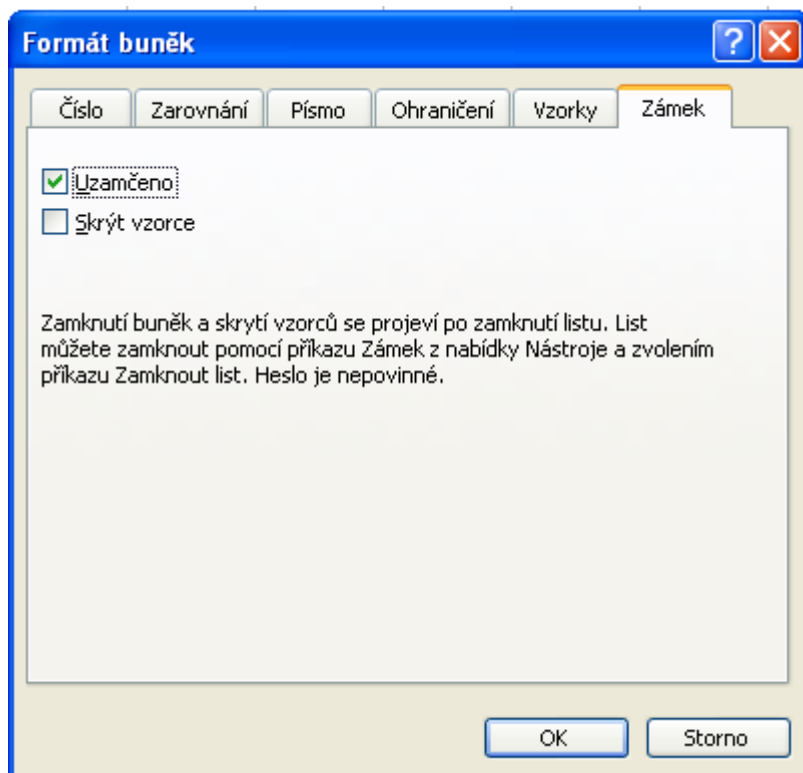 Formát buněk
Číslo Zarovnání Písmo Ohraničení Vzorky Zámek
Uzamčeno
Skrýt vzorce
Zamknutí buněk a skrytí vzorců se projeví po zamknutí listu. List
můžete zamknout pomocí příkazu Zámek z nabídky Nástroje a zvolením
příkazu Zamknout list. Heslo je nepovinné.
OK Storno